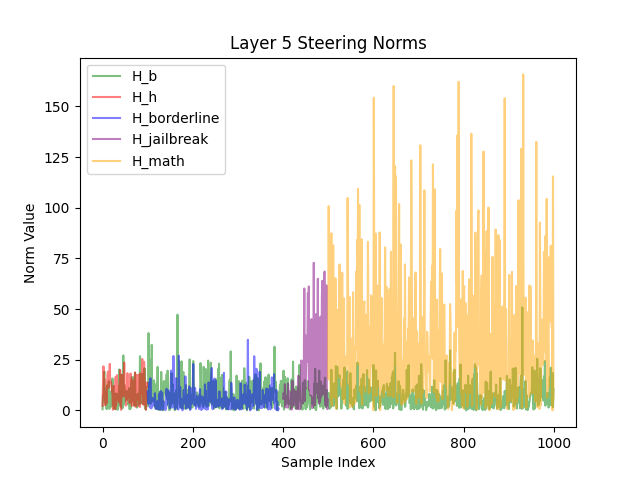 Layer 5 Steering Norms
H_b
H_h
H_borderline
H_jailbreak
H_math
Norm Value
150
125
100
75
50
25
0
0 200 400 600 800 1000
Sample Index